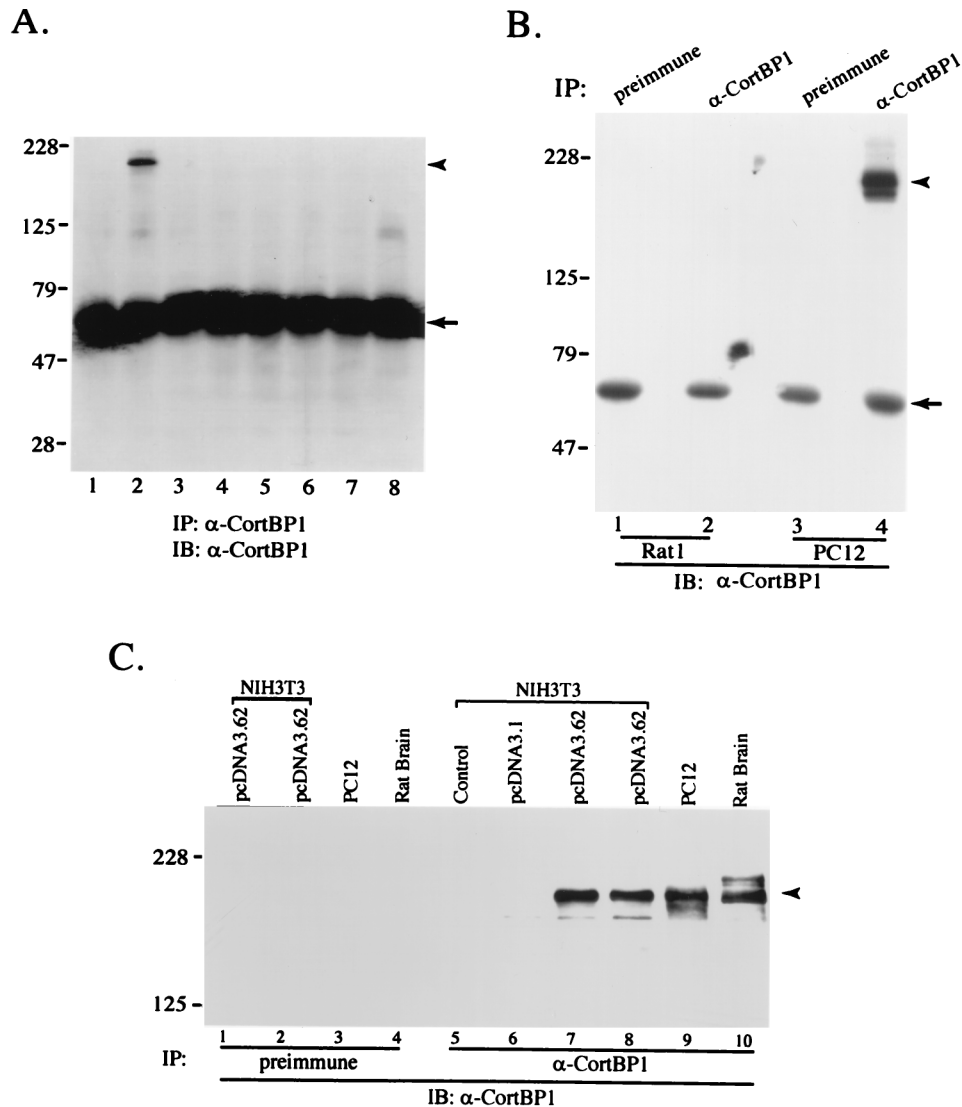 A.
228
125
79
47
28
1 2 3 4 5 6 7 8
IP: α-CortBP1
IB: α-CortBP1
B.
IP: preimmune α-CortBP1 preimmune α-CortBP1
228
125
79
47
1 2 3 4
Rat1 PC12
IB: α-CortBP1
C.
NIH3T3 NIH3T3
pcDNA3.62 pcDNA3.62 PC12 Rat Brain Control pcDNA3.1 pcDNA3.62 pcDNA3.62 PC12 Rat Brain
228
125
1 2 3 4 5 6 7 8 9 10
IP: preimmune α-CortBP1
IB: α-CortBP1